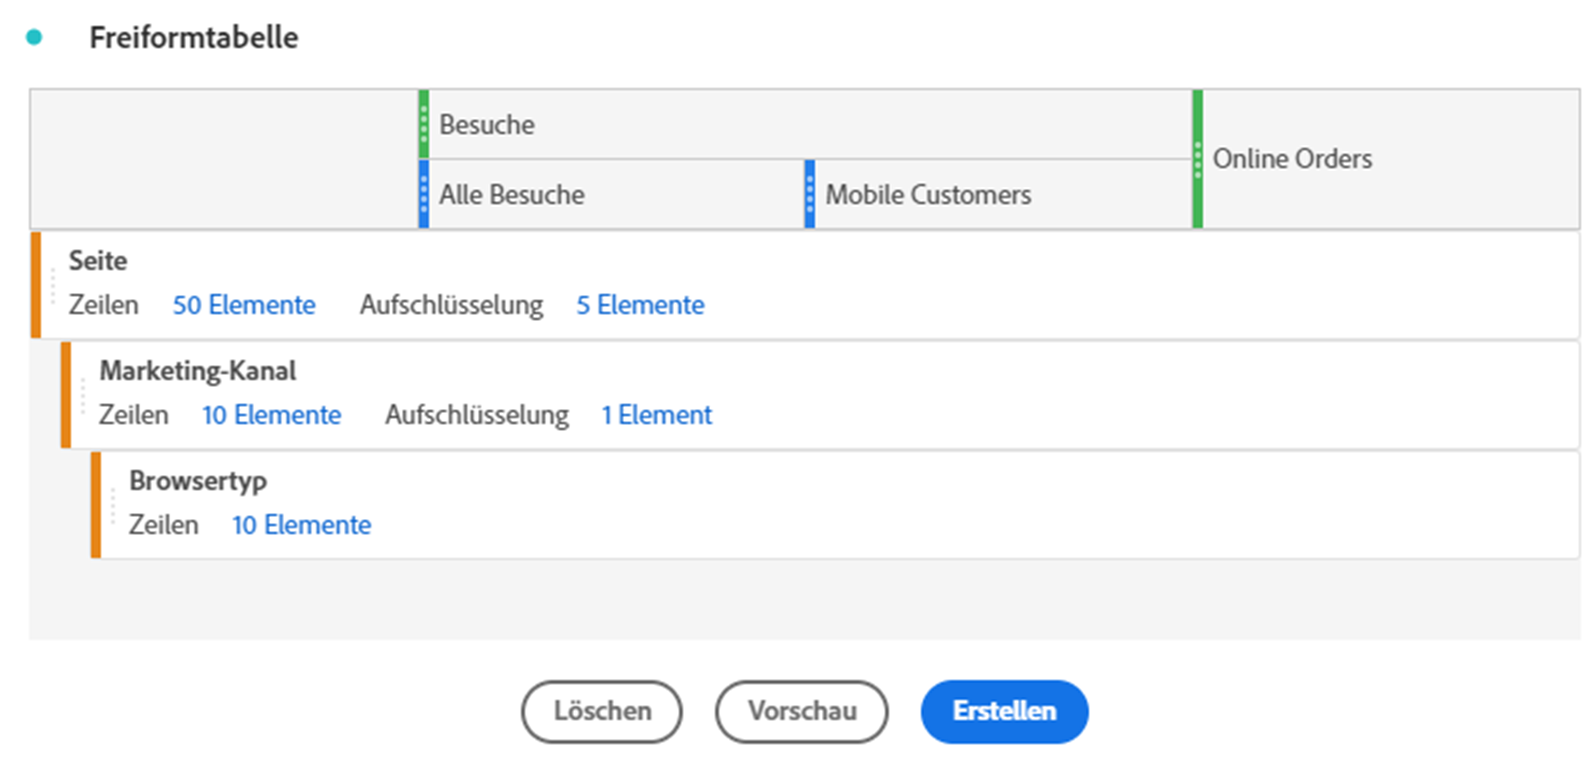 Freiformtabelle
Besuche
Online Orders
Alle Besuche Mobile Customers
Seite
Zeilen 50 Elemente Aufschlüsselung 5 Elemente
Marketing-Kanal
Zeilen 10 Elemente Aufschlüsselung 1 Element
Browsertyp
Zeilen 10 Elemente
Löschen Vorschau Erstellen